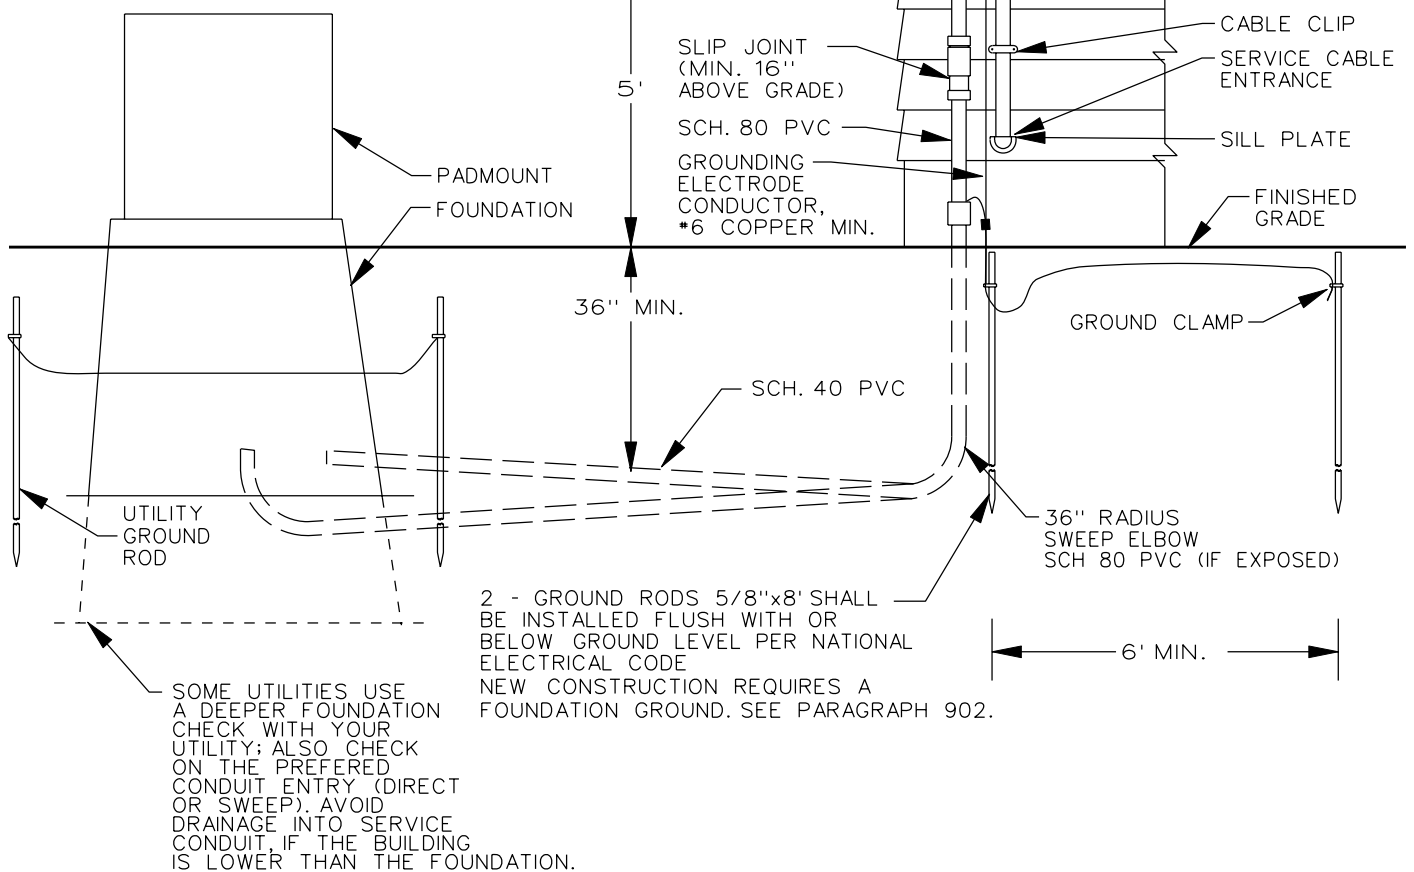 CABLE CLIP
SLIP JOINT
(MIN. 16''
ABOVE GRADE)
SERVICE CABLE
ENTRANCE
5'
SCH. 80 PVC
SILL PLATE
GROUNDING
ELECTRODE
CONDUCTOR,
#6 COPPER MIN.
PADMOUNT
FOUNDATION
FINISHED
GRADE
36'' MIN.
GROUND CLAMP
SCH. 40 PVC
UTILITY
GROUND
ROD
36'' RADIUS
SWEEP ELBOW
SCH 80 PVC (IF EXPOSED)
2 - GROUND RODS 5/8''x8' SHALL
BE INSTALLED FLUSH WITH OR
BELOW GROUND LEVEL PER NATIONAL
ELECTRICAL CODE
NEW CONSTRUCTION REQUIRES A
FOUNDATION GROUND. SEE PARAGRAPH 902.
6' MIN.
SOME UTILITIES USE
A DEEPER FOUNDATION
CHECK WITH YOUR
UTILITY; ALSO CHECK
ON THE PREFERED
CONDUIT ENTRY (DIRECT
OR SWEEP). AVOID
DRAINAGE INTO SERVICE
CONDUIT, IF THE BUILDING
IS LOWER THAN THE FOUNDATION.